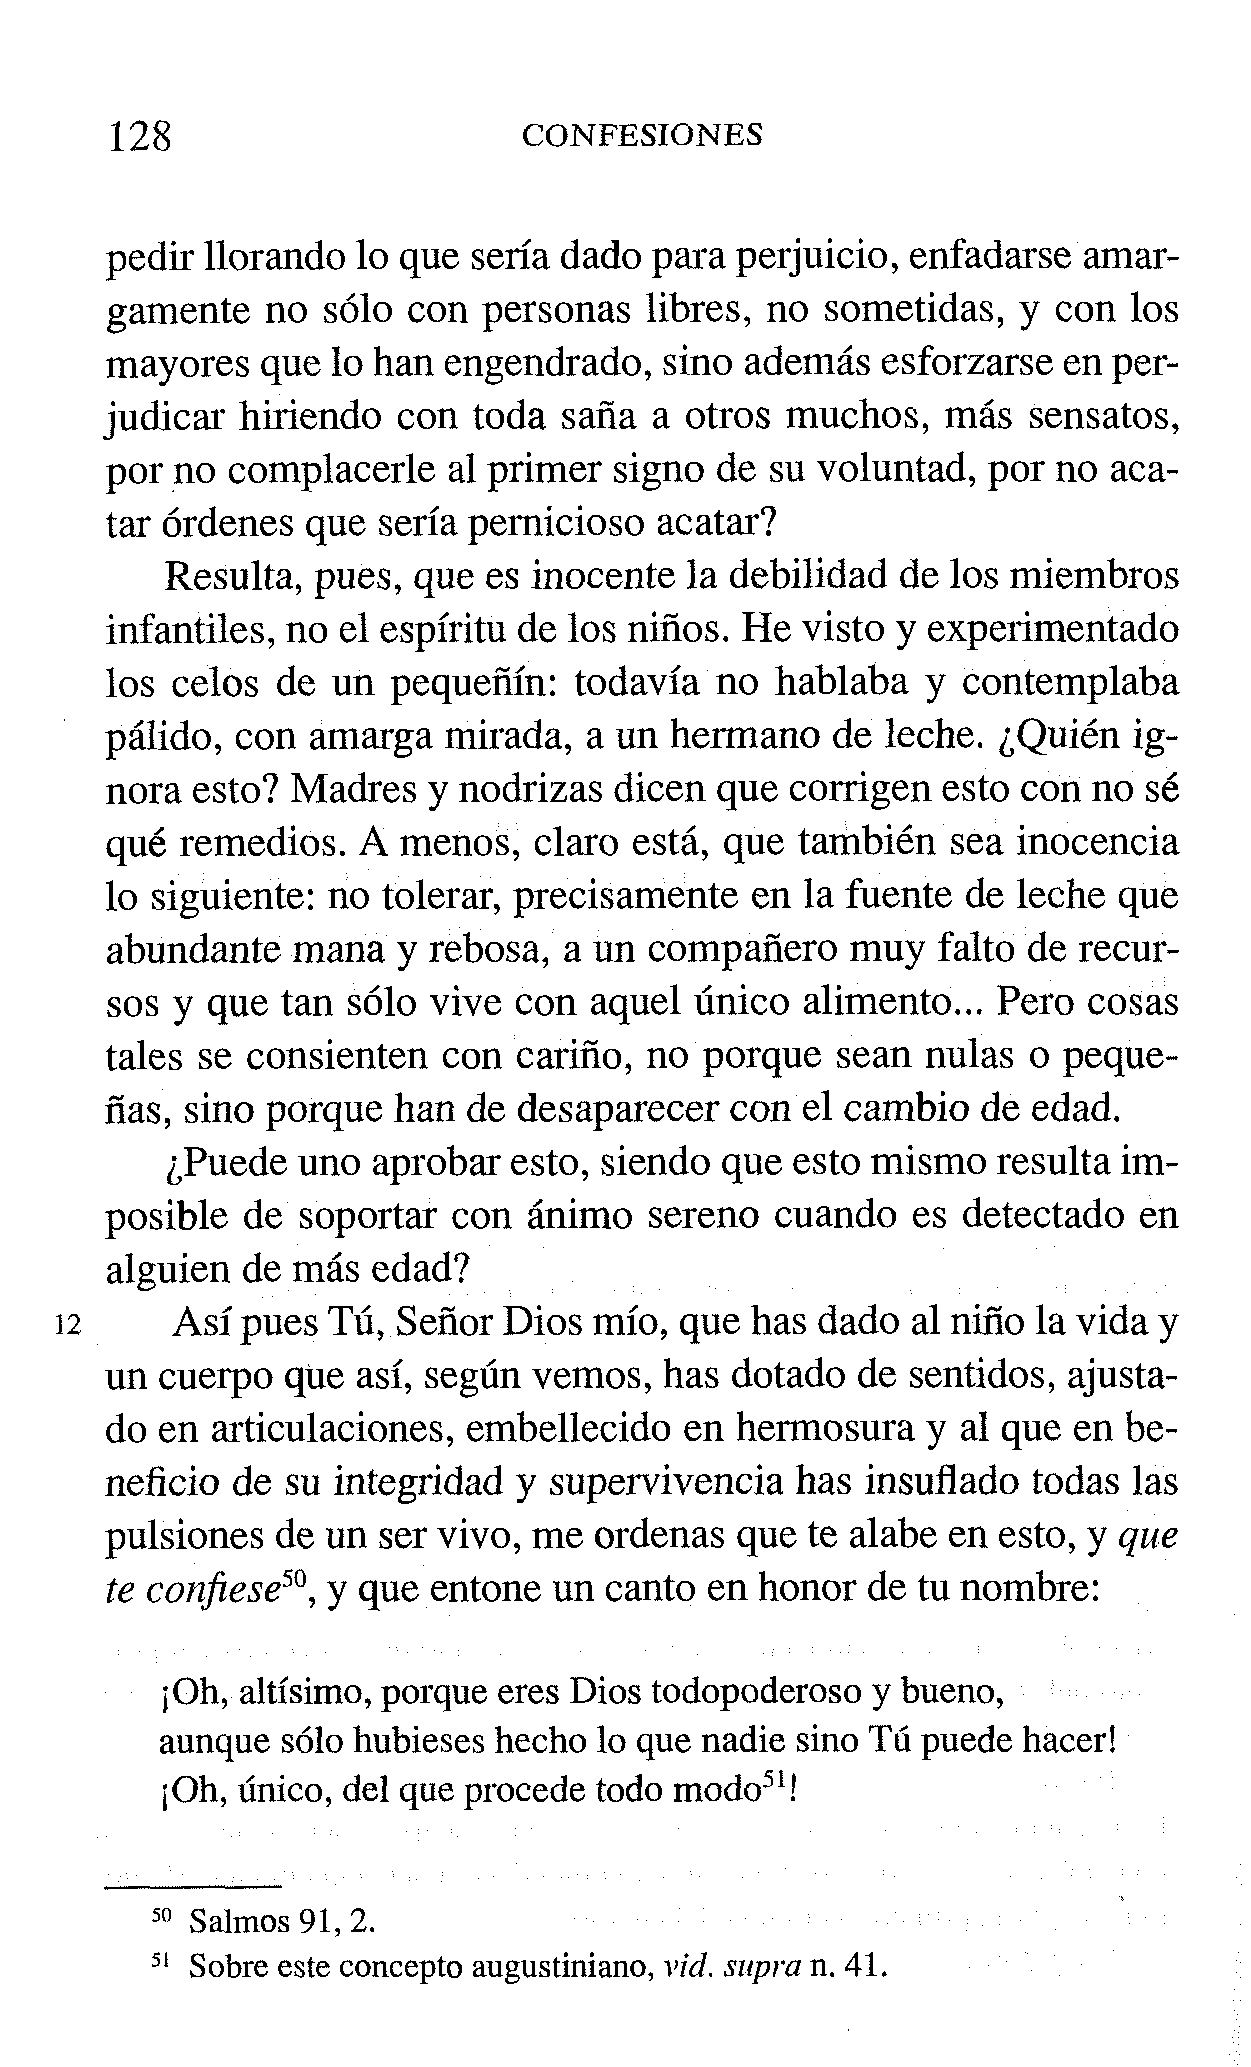 128 CONFESIONES
pedir llorando lo que sería dado para perjuicio, enfadarse amar-
gamente no sólo con personas libres, no sometidas, y con los
mayores que lo han engendrado, sino además esforzarse en per-
judicar hiriendo con toda saña a otros muchos, más sensatos,
por no complacerle al primer signo de su voluntad, por no aca-
tar órdenes que sería pernicioso acatar?
Resulta, pues, que es inocente la debilidad de los miembros
infantiles, no el espíritu de los niños. He visto y experimentado
los celos de un pequeñín: todavía no hablaba y contemplaba
pálido, con amarga mirada, a un hermano de leche. ¿Quién ig-
nora esto? Madres y nodrizas dicen que corrigen esto con no sé
qué remedios. A menos, claro está, que también sea inocencia
lo siguiente: no tolerar, precisamente en la fuente de leche que
abundante mana y rebosa, a un compañero muy falto de recur-
sos y que tan sólo vive con aquel único alimento... Pero cosas
tales se consienten con cariño, no porque sean nulas o peque-
ñas, sino porque han de desaparecer con el cambio de edad.
¿Puede uno aprobar esto, siendo que esto mismo resulta im-
posible de soportar con ánimo sereno cuando es detectado en
alguien de más edad?
12 Así pues Tú, Señor Dios mío, que has dado al niño la vida y
un cuerpo que así, según vemos, has dotado de sentidos, ajusta-
do en articulaciones, embellecido en hermosura y al que en be-
neficio de su integridad y supervivencia has insuflado todas las
pulsiones de un ser vivo, me ordenas que te alabe en esto, y que
te confiese⁵⁰, y que entone un canto en honor de tu nombre:
¡Oh, altísimo, porque eres Dios todopoderoso y bueno,
aunque sólo hubieses hecho lo que nadie sino Tú puede hacer!
¡Oh, único, del que procede todo modo⁵¹!
⁵⁰ Salmos 91, 2.
⁵¹ Sobre este concepto augustiniano, vid. supra n. 41.